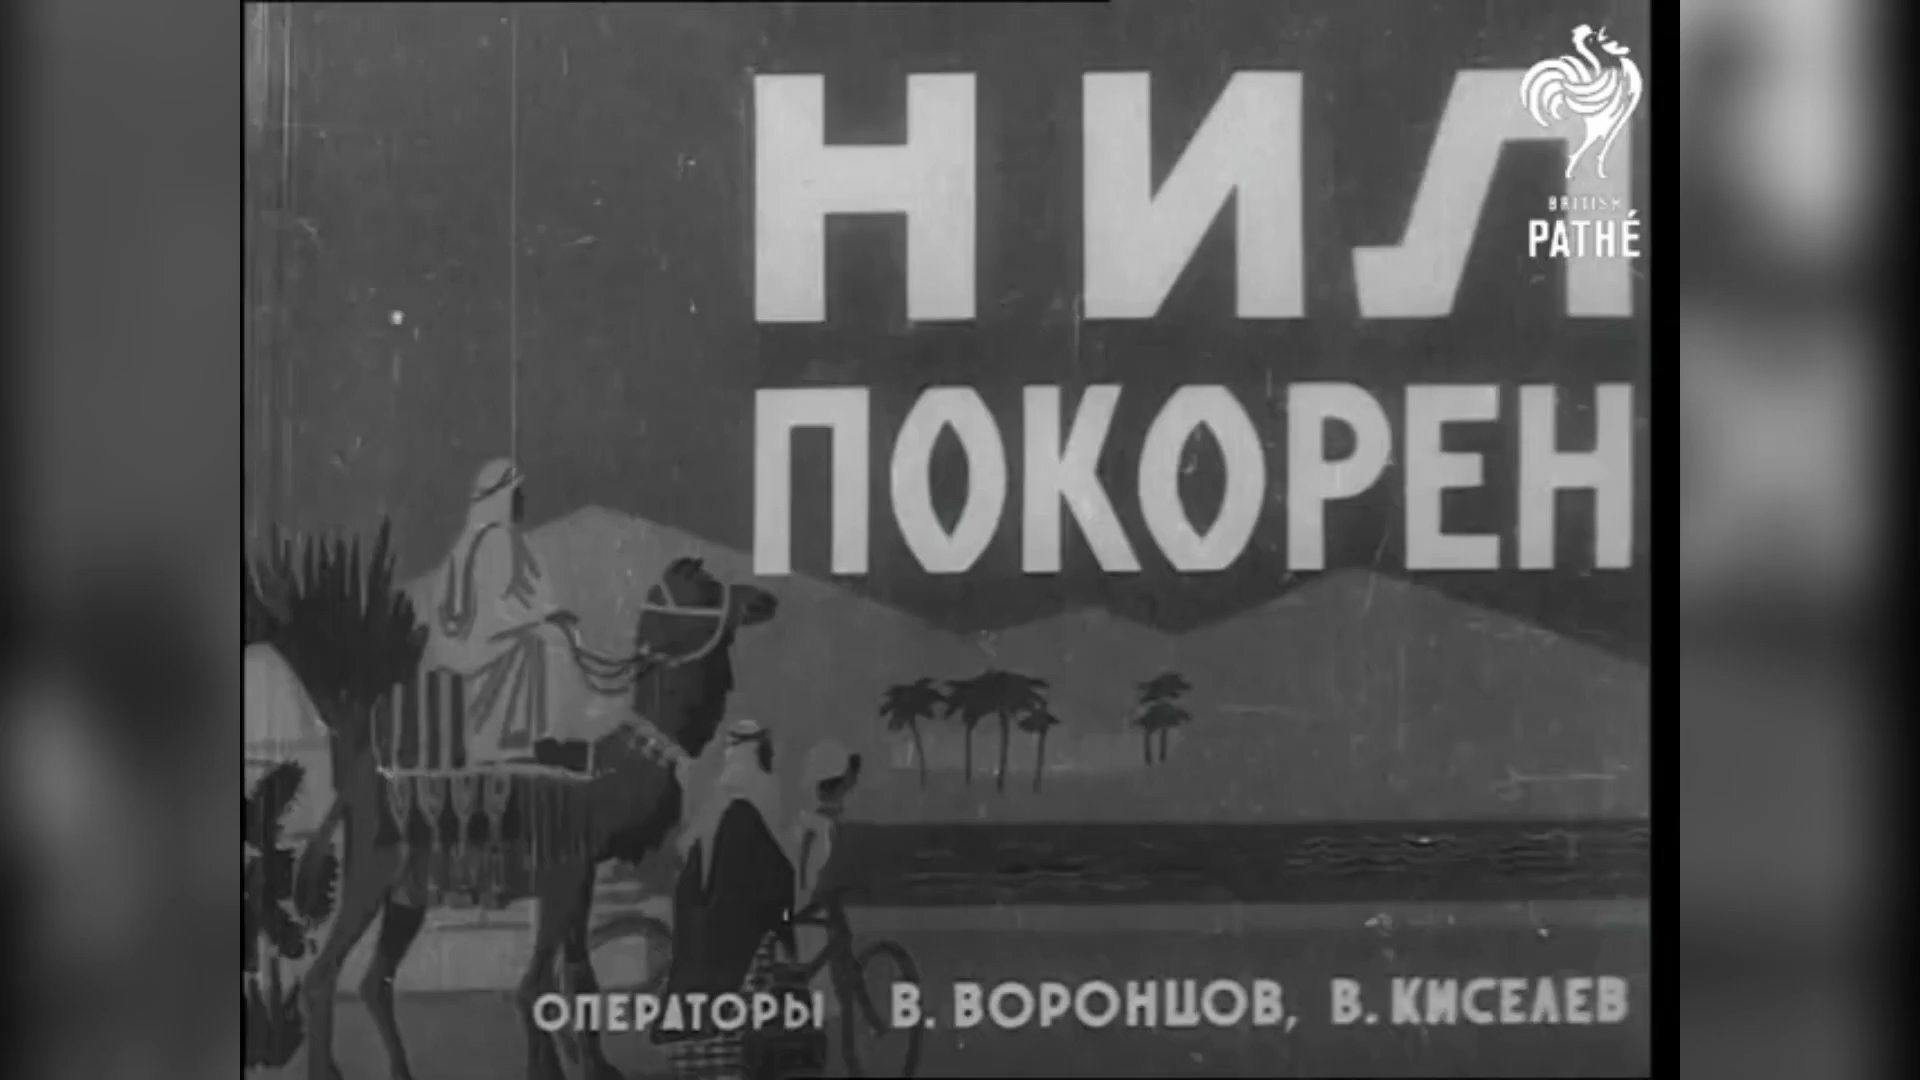 НИЛ
ПОКОРЕН
BRITISH
PATHÉ
ОПЕРАТОРЫ В. ВОРОНЦОВ, В. КИСЕЛЕВ